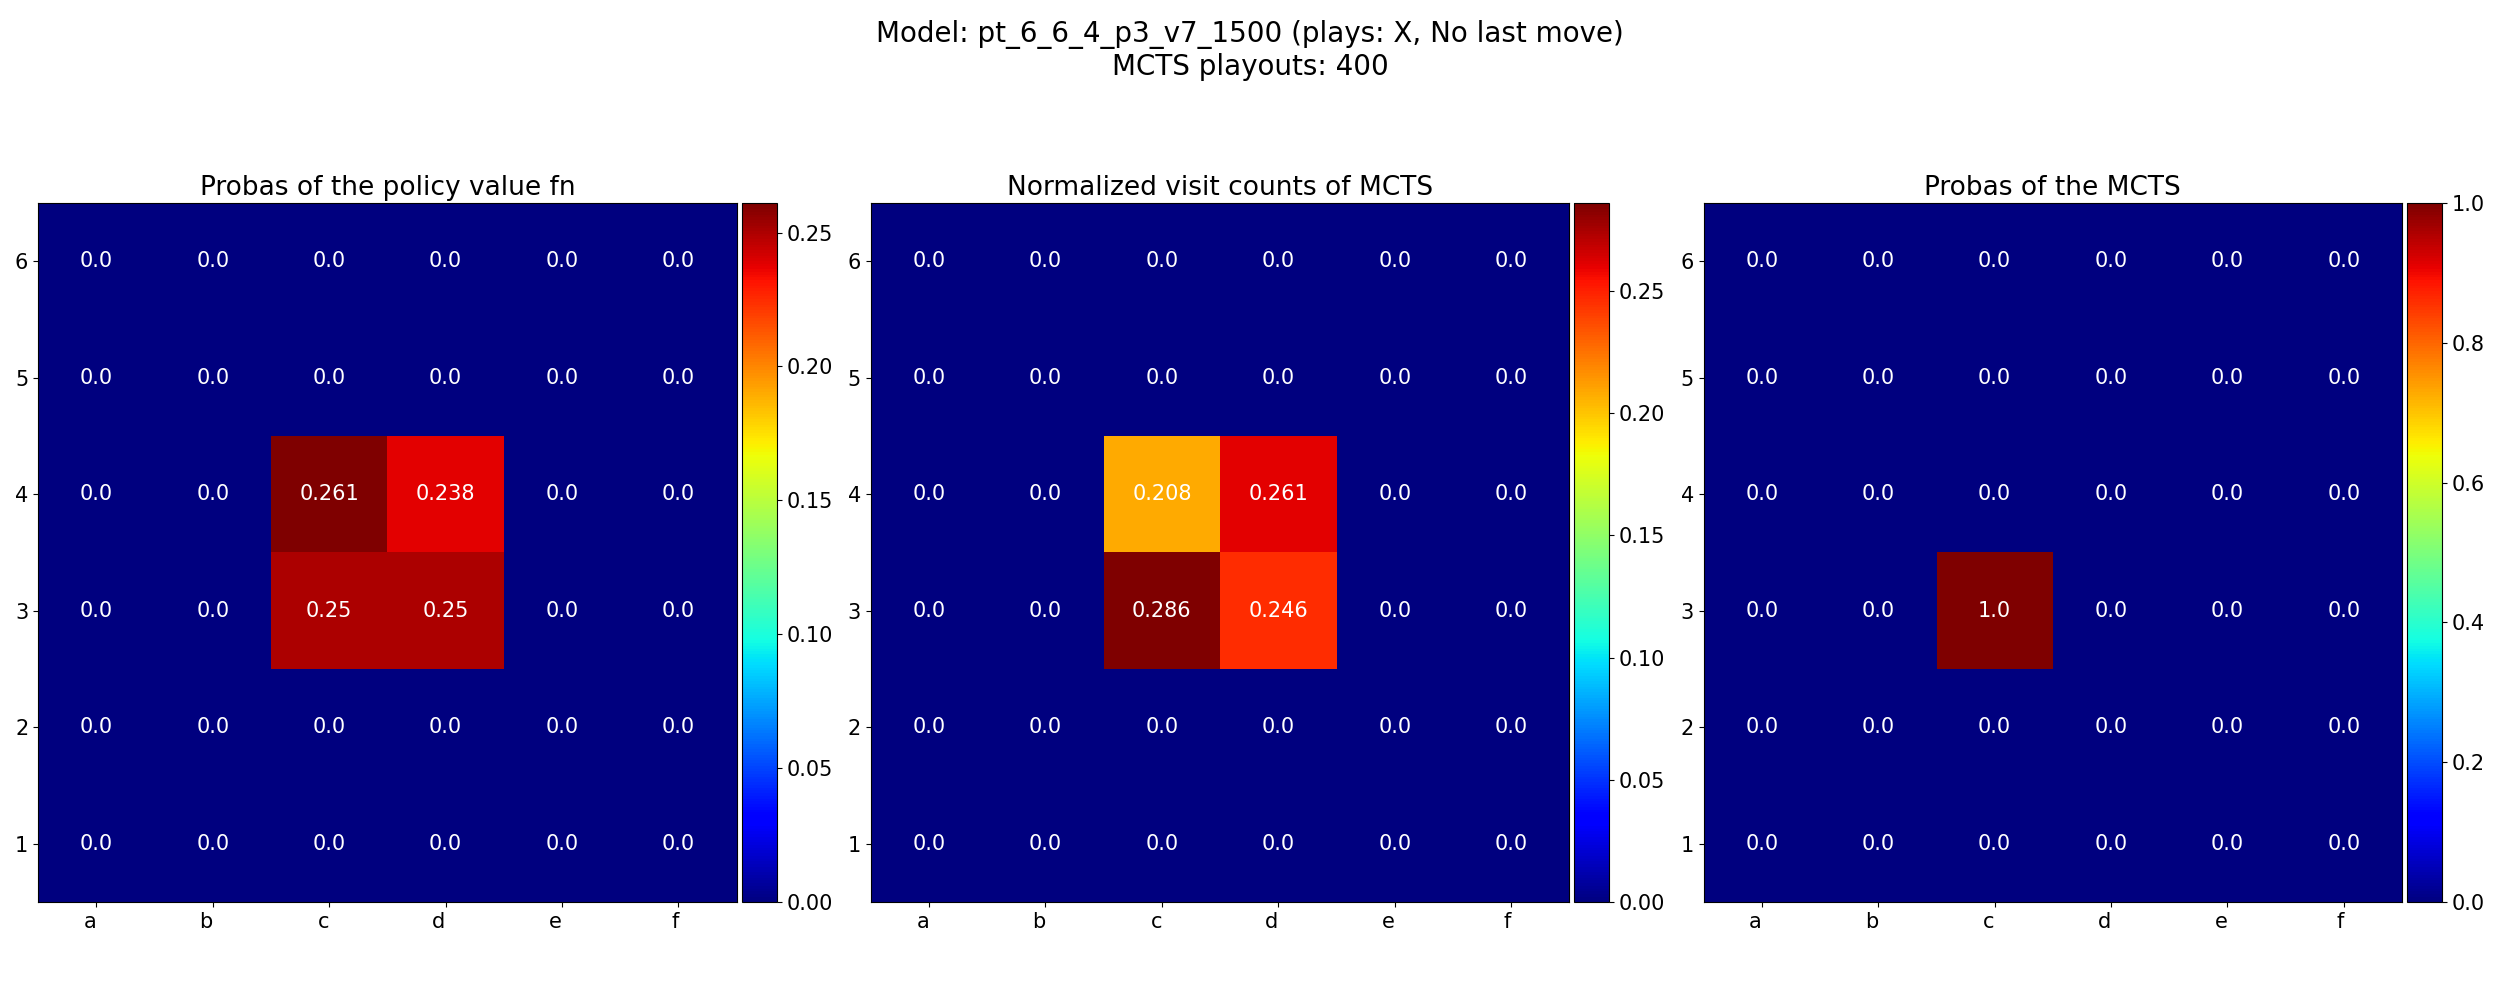 Model: pt_6_6_4_p3_v7_1500 (plays: X, No last move)
MCTS playouts: 400
Probas of the policy value fn
6 0.0 0.0 0.0 0.0 0.0 0.0
5 0.0 0.0 0.0 0.0 0.0 0.0
4 0.0 0.0 0.261 0.238 0.0 0.0
3 0.0 0.0 0.25 0.25 0.0 0.0
2 0.0 0.0 0.0 0.0 0.0 0.0
1 0.0 0.0 0.0 0.0 0.0 0.0
a b c d e f
0.25
0.20
0.15
0.10
0.05
0.00
Normalized visit counts of MCTS
6 0.0 0.0 0.0 0.0 0.0 0.0
5 0.0 0.0 0.0 0.0 0.0 0.0
4 0.0 0.0 0.208 0.261 0.0 0.0
3 0.0 0.0 0.286 0.246 0.0 0.0
2 0.0 0.0 0.0 0.0 0.0 0.0
1 0.0 0.0 0.0 0.0 0.0 0.0
a b c d e f
0.25
0.20
0.15
0.10
0.05
0.00
Probas of the MCTS
6 0.0 0.0 0.0 0.0 0.0 0.0
5 0.0 0.0 0.0 0.0 0.0 0.0
4 0.0 0.0 0.0 0.0 0.0 0.0
3 0.0 0.0 1.0 0.0 0.0 0.0
2 0.0 0.0 0.0 0.0 0.0 0.0
1 0.0 0.0 0.0 0.0 0.0 0.0
a b c d e f
1.0
0.8
0.6
0.4
0.2
0.0